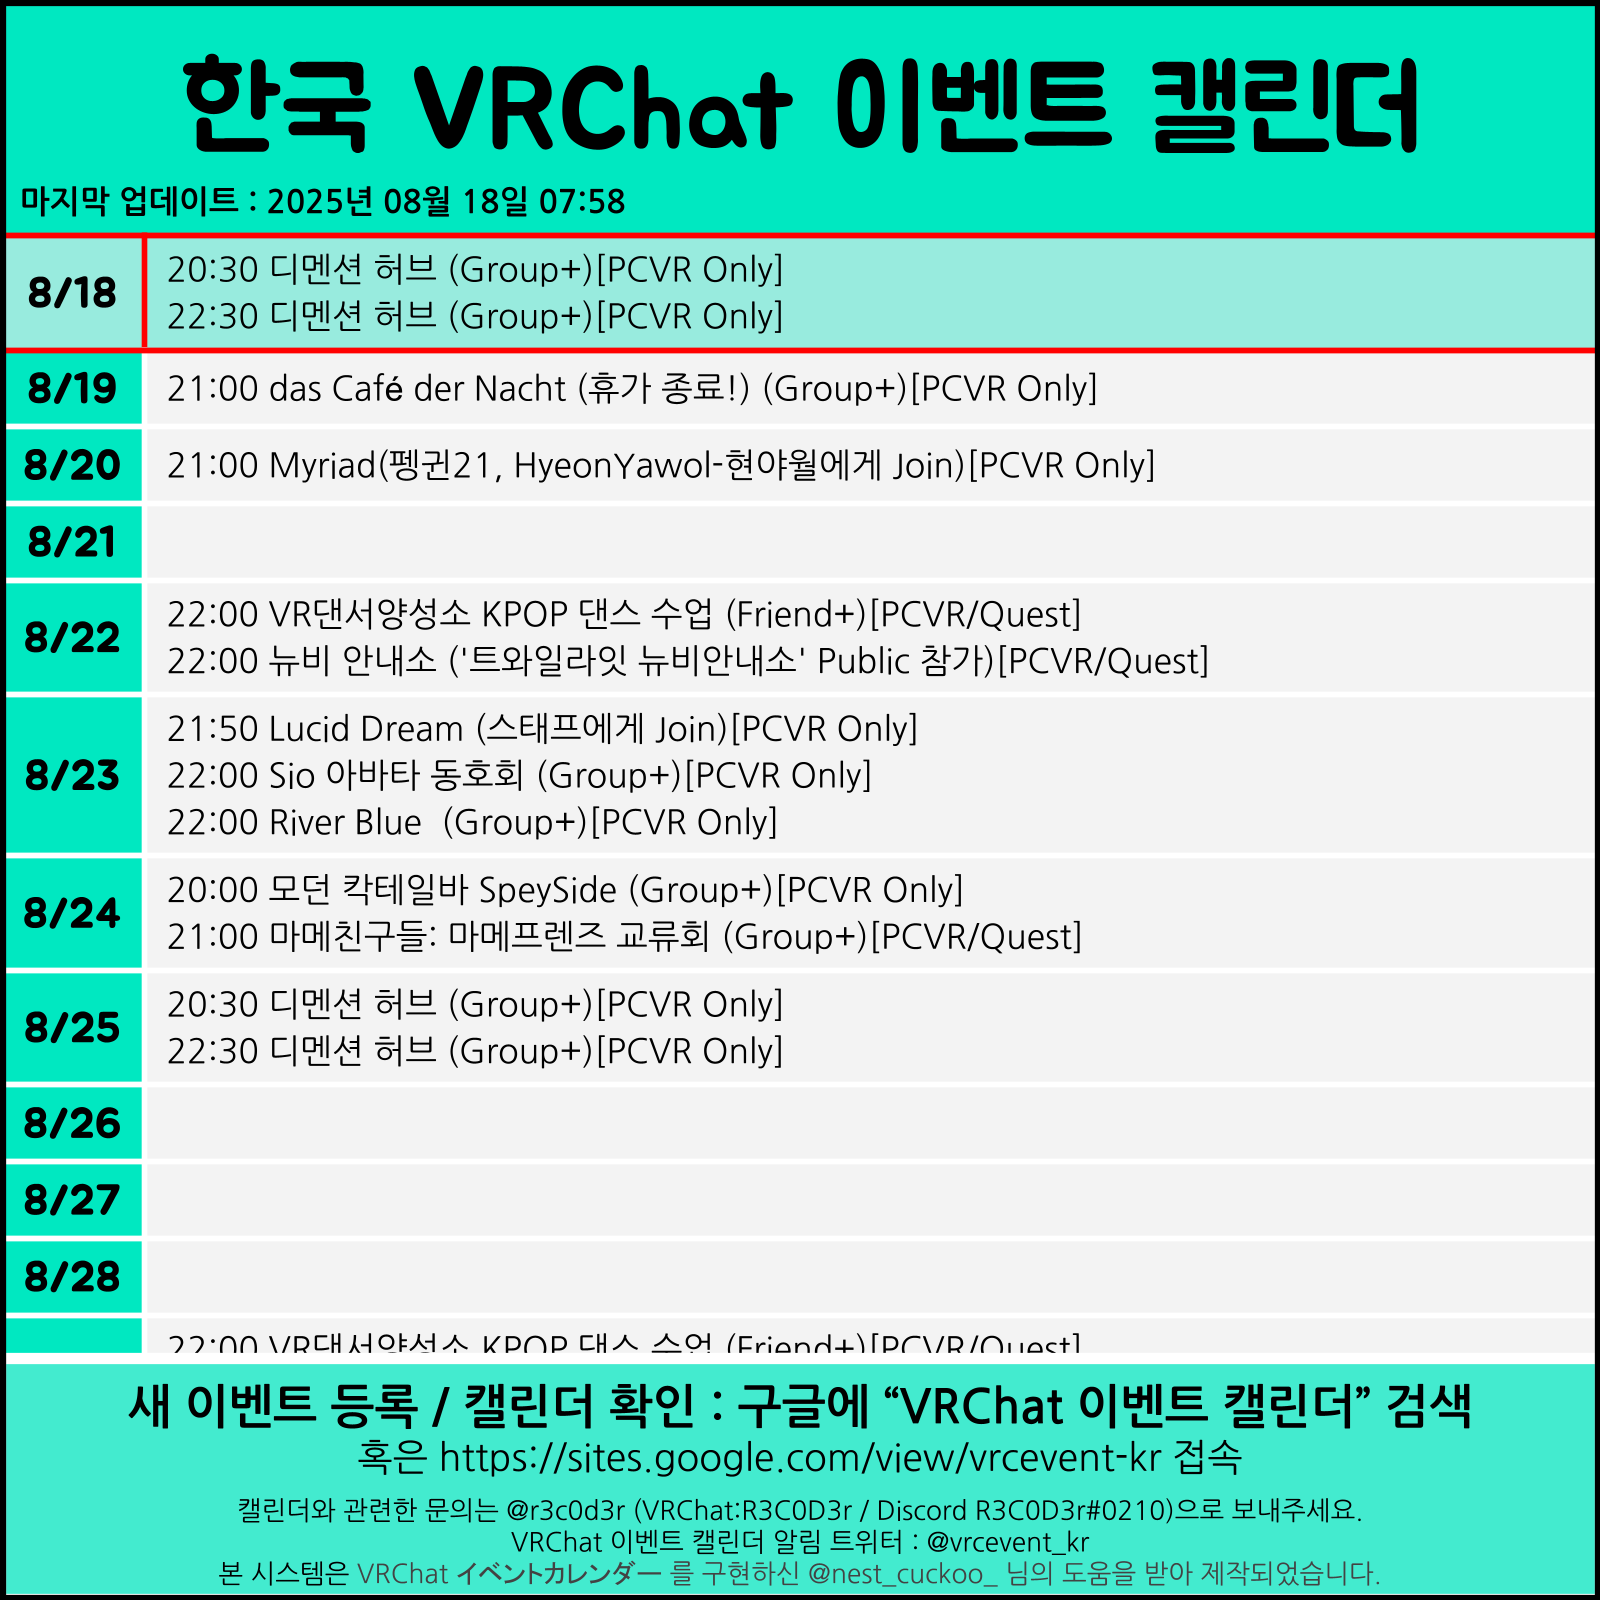 한국 VRChat 이벤트 캘린더
마지막 업데이트 : 2025년 08월 18일 07:58
8/18
20:30 디멘션 허브 (Group+)[PCVR Only]
22:30 디멘션 허브 (Group+)[PCVR Only]
8/19
21:00 das Café der Nacht (휴가 종료!) (Group+)[PCVR Only]
8/20
21:00 Myriad(펭귄21, HyeonYawol-현야월에게 Join)[PCVR Only]
8/21
8/22
22:00 VR댄서양성소 KPOP 댄스 수업 (Friend+)[PCVR/Quest]
22:00 뉴비 안내소 ('트와일라잇 뉴비안내소' Public 참가)[PCVR/Quest]
8/23
21:50 Lucid Dream (스태프에게 Join)[PCVR Only]
22:00 Sio 아바타 동호회 (Group+)[PCVR Only]
22:00 River Blue  (Group+)[PCVR Only]
8/24
20:00 모던 칵테일바 SpeySide (Group+)[PCVR Only]
21:00 마메친구들: 마메프렌즈 교류회 (Group+)[PCVR/Quest]
8/25
20:30 디멘션 허브 (Group+)[PCVR Only]
22:30 디멘션 허브 (Group+)[PCVR Only]
8/26
8/27
8/28
22:00 VR댄서양성소 KPOP 댄스 수업 (Friend+)[PCVR/Quest]
새 이벤트 등록 / 캘린더 확인 : 구글에 “VRChat 이벤트 캘린더” 검색
혹은 https://sites.google.com/view/vrcevent-kr 접속
캘린더와 관련한 문의는 @r3c0d3r (VRChat:R3C0D3r / Discord R3C0D3r#0210)으로 보내주세요.
VRChat 이벤트 캘린더 알림 트위터 : @vrcevent_kr
본 시스템은 VRChat イベントカレンダー 를 구현하신 @nest_cuckoo_ 님의 도움을 받아 제작되었습니다.